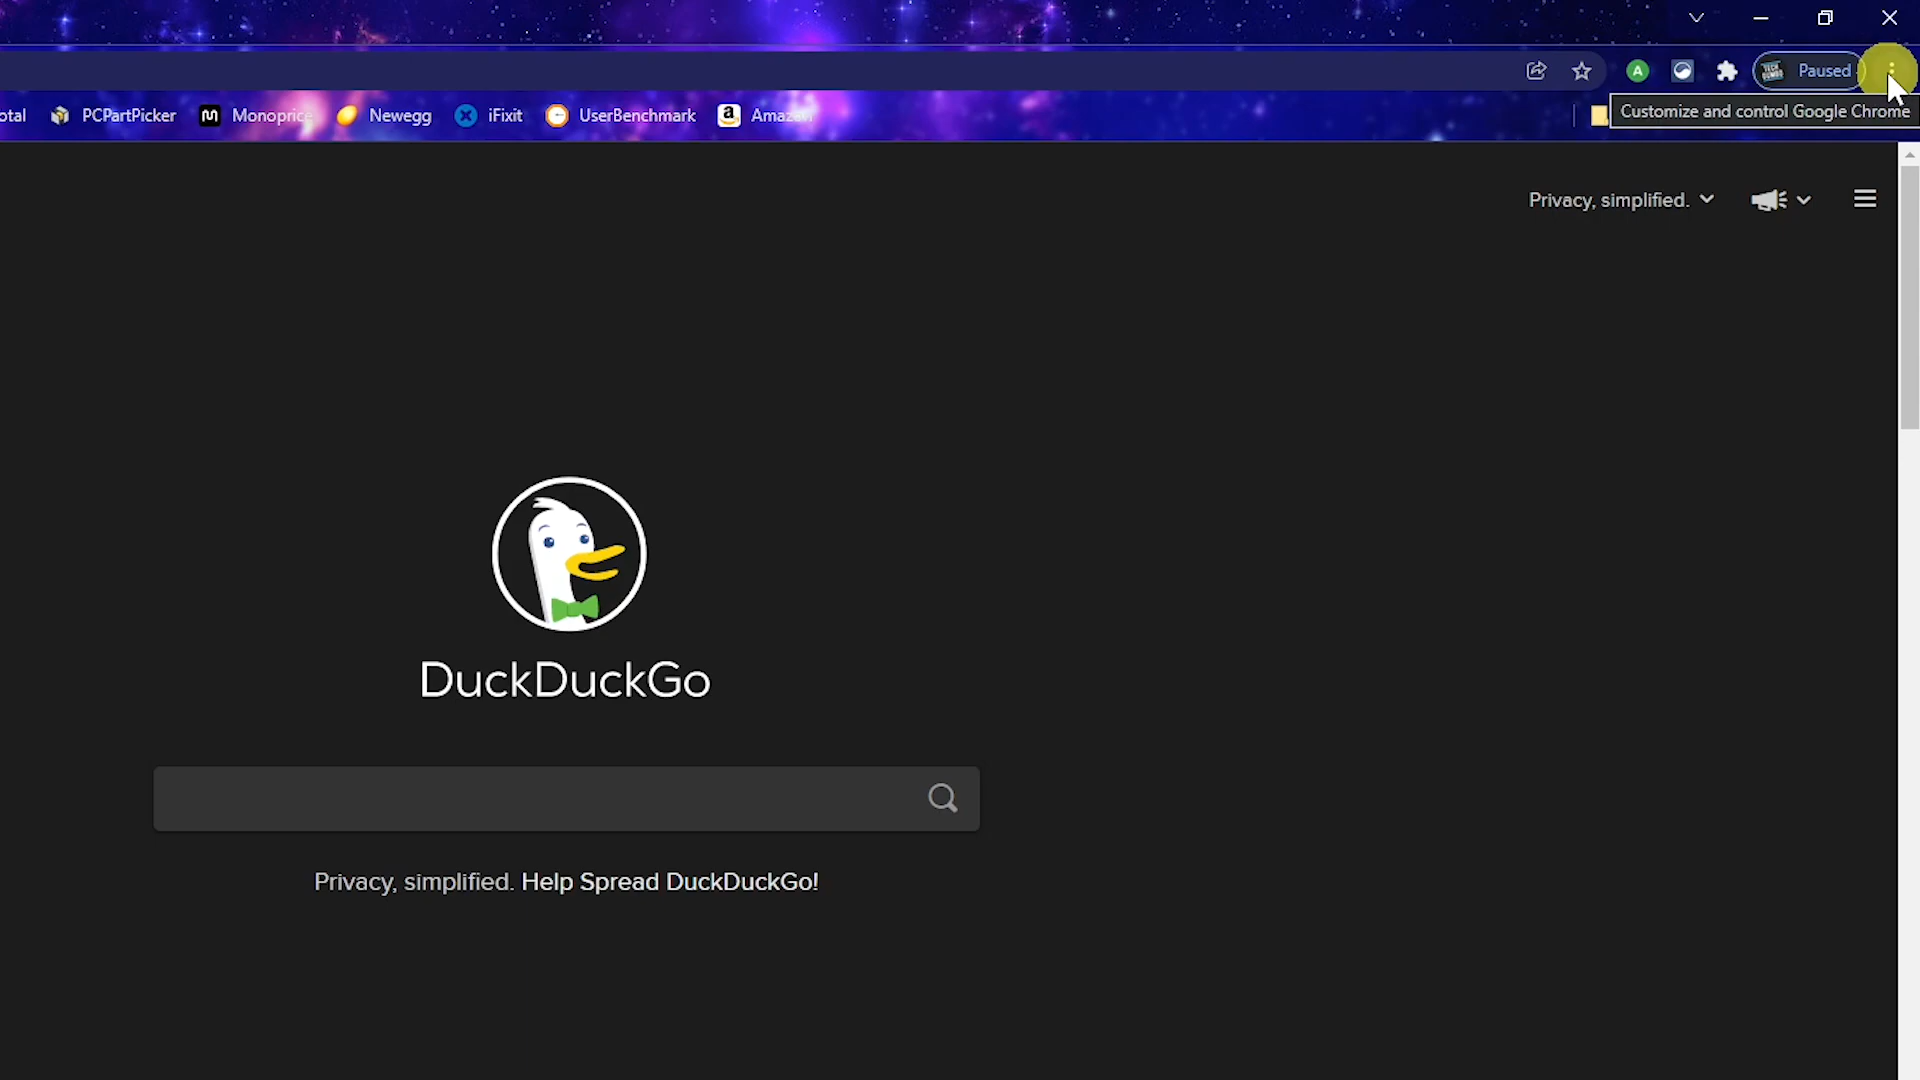 A
TECH
Paused
otal
PCPartPicker
Monoprice
Newegg
iFixit
UserBenchmark
a
Customize and control Google Chrome
Privacy, simplified.
DuckDuckGo
Privacy, simplified. Help Spread DuckDuckGo!